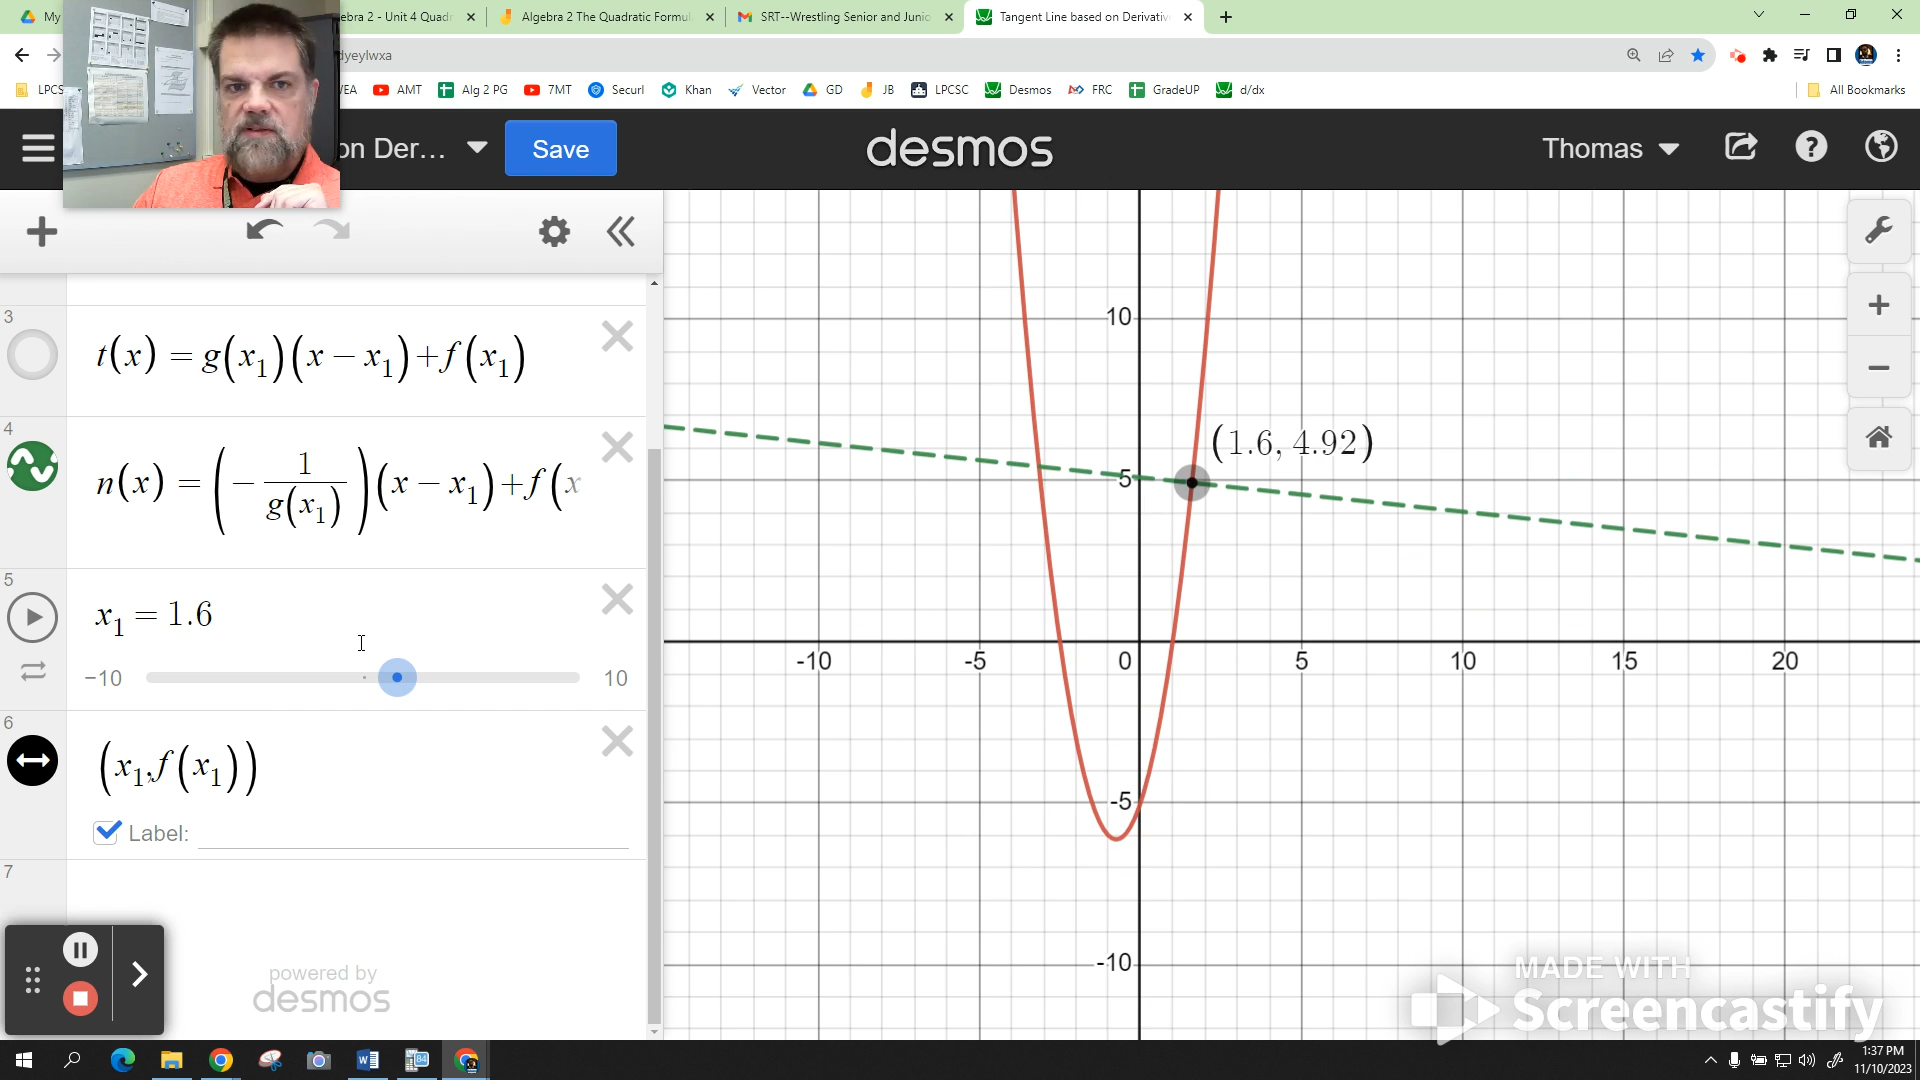 My
ebra 2 - Unit 4 Quadr
Algebra 2 The Quadratic Formul
SRT--Wrestling Senior and Junio
Tangent Line based on Derivativ
dyeylwxa
LPCS
VEA
AMT
Alg 2 PG
7MT
Securl
Khan
Vector
GD
JB
LPCSC
Desmos
FRC
GradeUP
d/dx
All Bookmarks
on Der...
Save
desmos
Thomas
3
t(x) = g(x₁)(x − x₁)+f(x₁)
4
n(x) = (− 1/g(x₁))(x − x₁)+f(x
5
x₁ = 1.6
−10
10
6
(x₁,f(x₁))
Label:
7
powered by
desmos
10
5
-5
-10
-10
-5
0
5
10
15
20
(1.6, 4.92)
MADE WITH
Screencastify
84
1:37 PM
11/10/2023